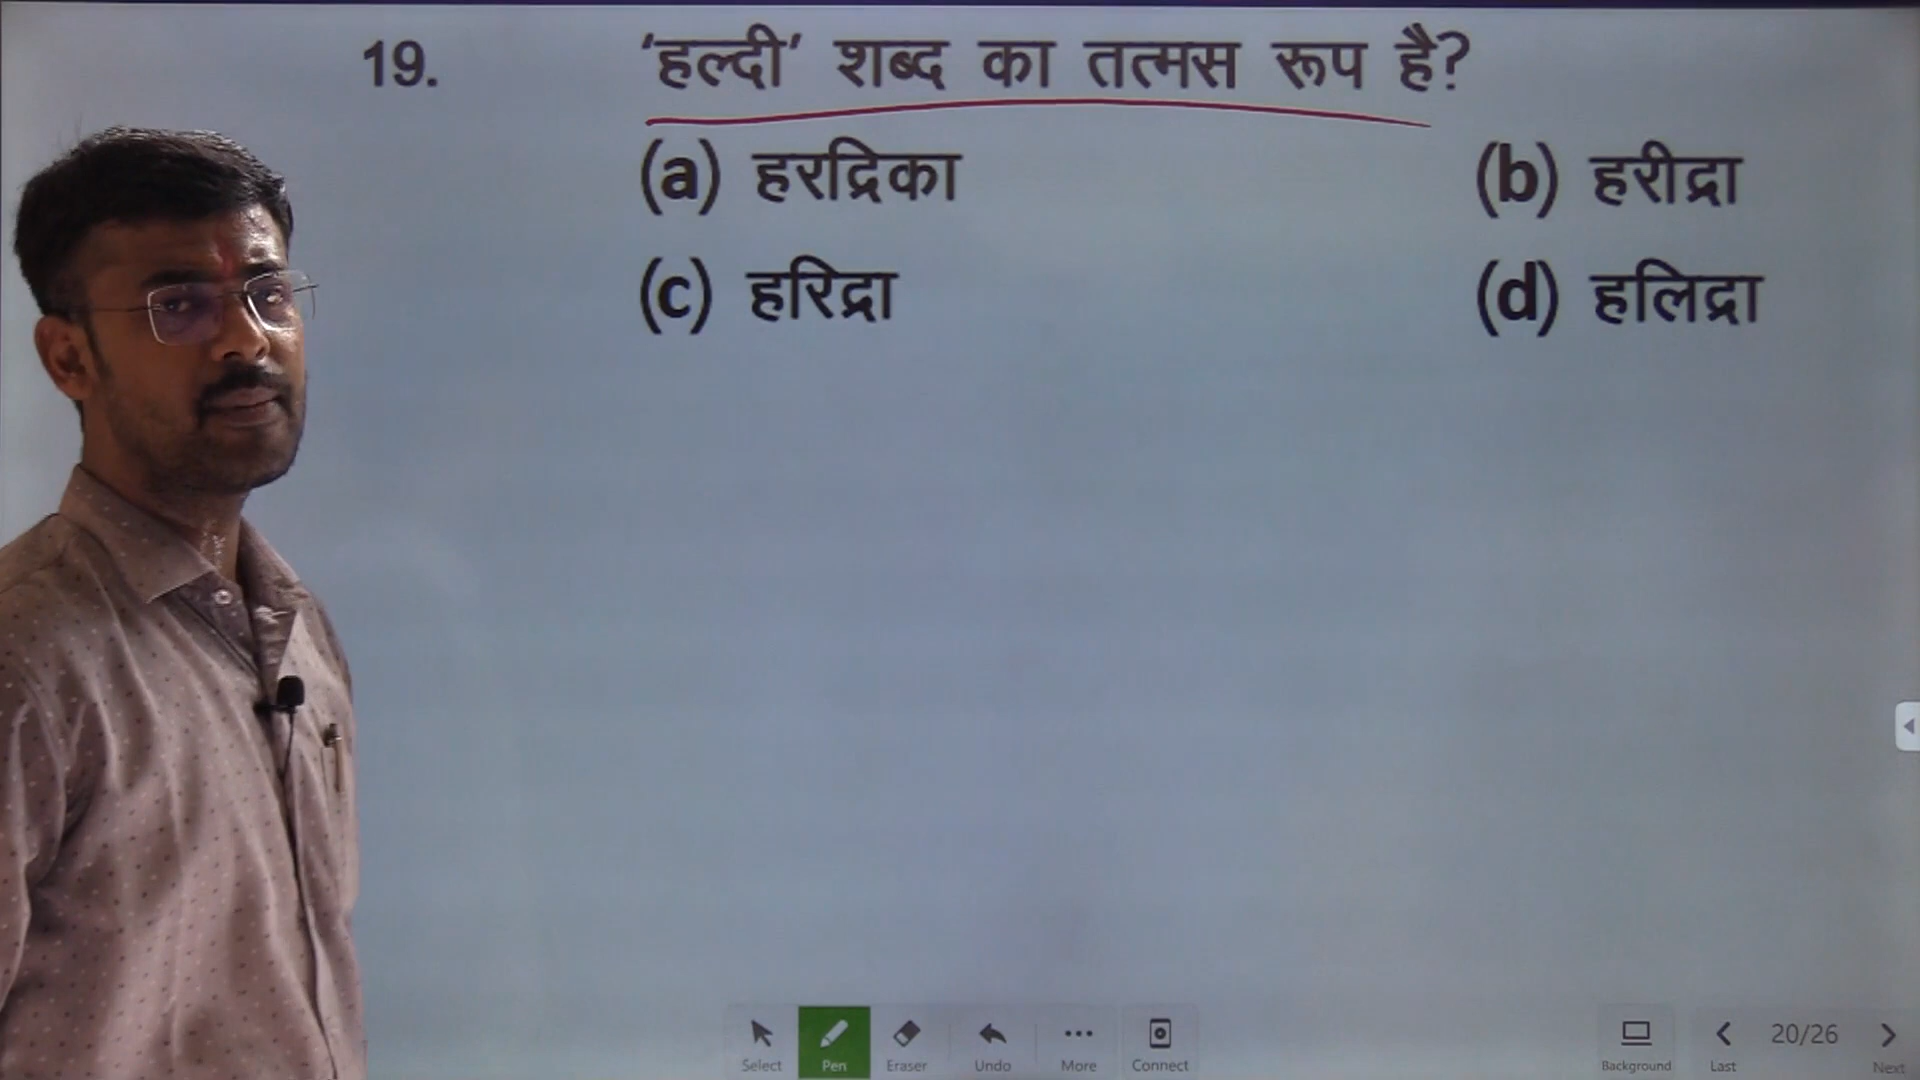 19. 'हल्दी' शब्द का तत्मस रूप है?
(a) हरद्रिका (b) हरीद्रा
(c) हरिद्रा (d) हलिद्रा
Select Pen Eraser Undo More Connect Background Last 20/26 Next